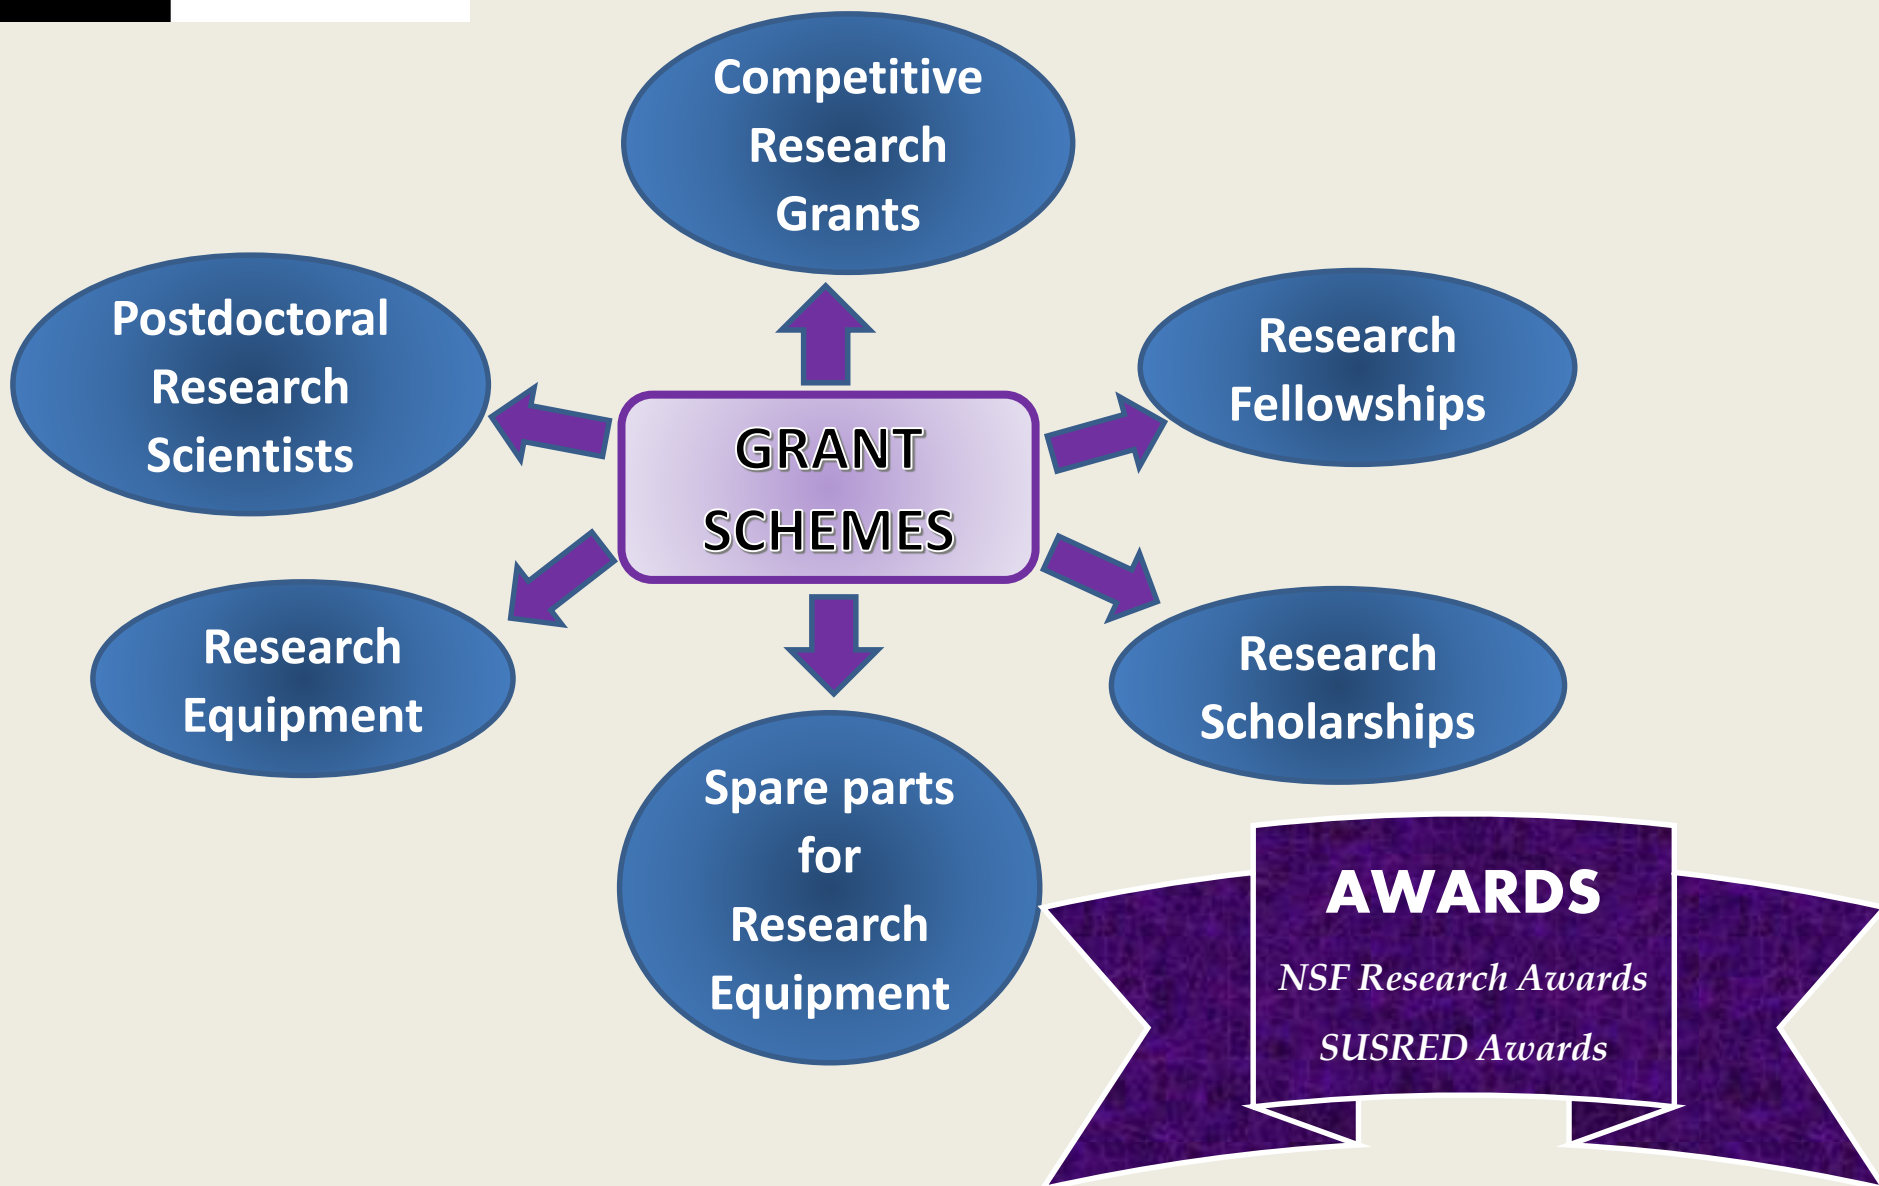 Competitive
Research
Grants
Postdoctoral
Research
Scientists
Research
Fellowships
GRANT
SCHEMES
Research
Equipment
Research
Scholarships
Spare parts
for
Research
Equipment
AWARDS
NSF Research Awards
SUSRED Awards